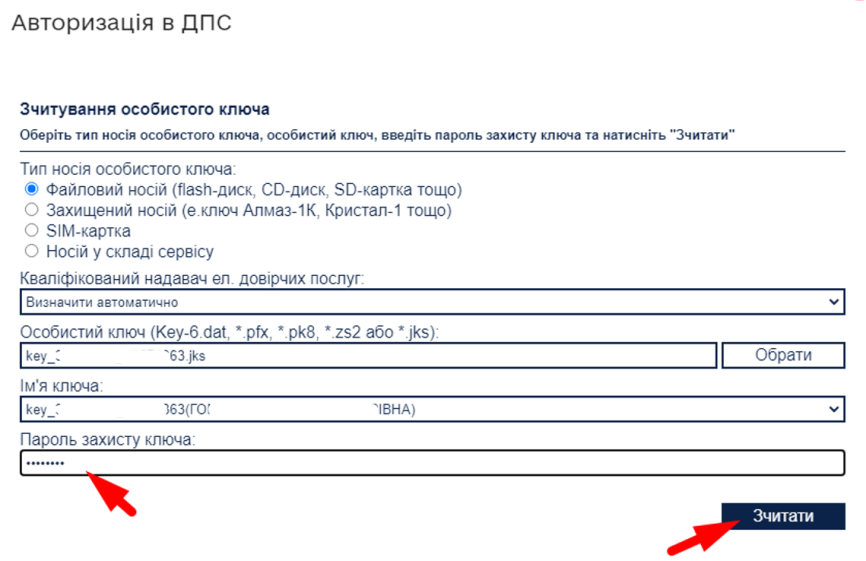 Авторизація в ДПС
Зчитування особистого ключа
Оберіть тип носія особистого ключа, особистий ключ, введіть пароль захисту ключа та натисніть "Зчитати"
Тип носія особистого ключа:
Файловий носій (flash-диск, CD-диск, SD-картка тощо)
Захищений носій (е.ключ Алмаз-1К, Кристал-1 тощо)
SIM-картка
Носій у складі сервісу
Кваліфікований надавач ел. довірчих послуг:
Визначити автоматично
Особистий ключ (Key-6.dat, *.pfx, *.pk8, *.zs2 або *.jks):
key_ 63.jks
Обрати
Ім'я ключа:
key_ 63(ГО ІВНА)
Пароль захисту ключа:
••••••••
Зчитати